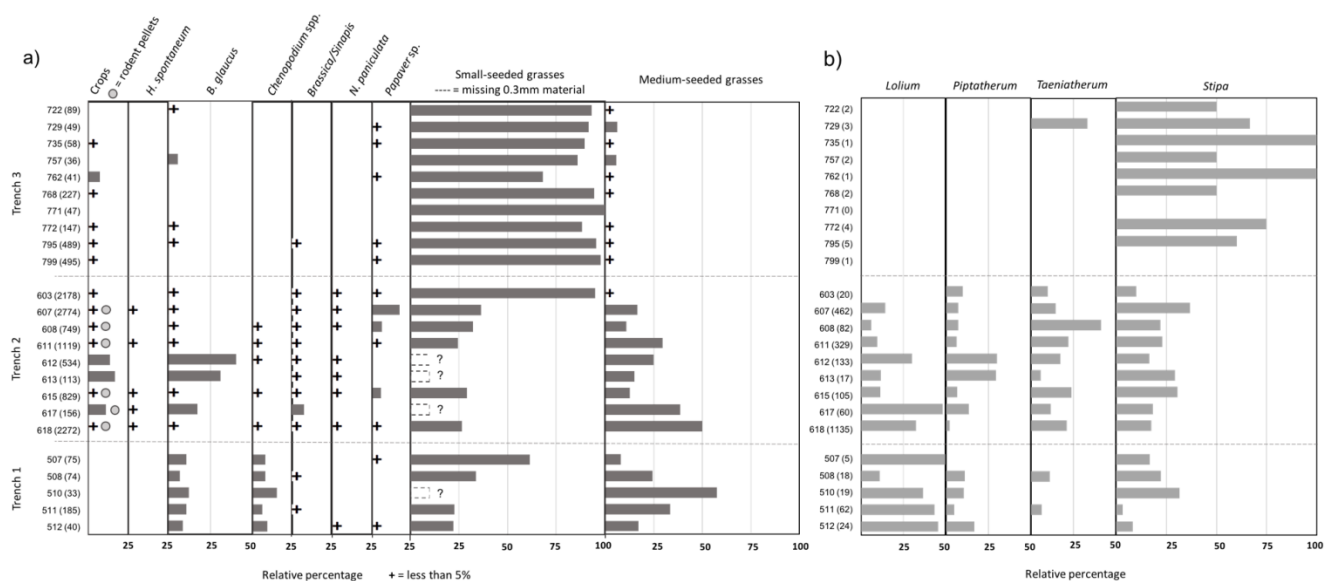 a)
Crops
= rodent pellets
H. spontaneum
B. glaucus
Chenopodium spp.
Brassica/Sinapis
N. paniculata
Papaver sp.
Small-seeded grasses
---- = missing 0.3mm material
Medium-seeded grasses
Trench 3
722 (89)
729 (49)
735 (58)
757 (36)
762 (41)
768 (227)
771 (47)
772 (147)
795 (489)
799 (495)
Trench 2
603 (2178)
607 (2774)
608 (749)
611 (1119)
612 (534)
?
613 (113)
?
615 (829)
617 (156)
?
618 (2272)
Trench 1
507 (75)
508 (74)
510 (33)
?
511 (185)
512 (40)
25 25 25 50 25 25 25 25 50 75 100 25 50 75 100
Relative percentage + = less than 5%
b)
Lolium Piptatherum Taeniatherum Stipa
722 (2)
729 (3)
735 (1)
757 (2)
762 (1)
768 (2)
771 (0)
772 (4)
795 (5)
799 (1)
603 (20)
607 (462)
608 (82)
611 (329)
612 (133)
613 (17)
615 (105)
617 (60)
618 (1135)
507 (5)
508 (18)
510 (19)
511 (62)
512 (24)
25 50 25 50 25 50 25 50 75 100
Relative percentage